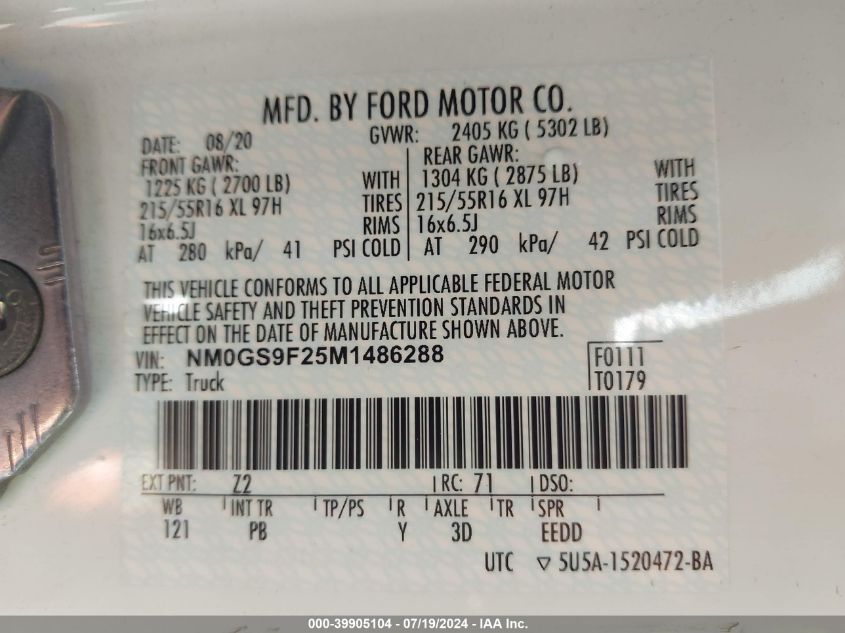 MFD. BY FORD MOTOR CO.
DATE: 08/20 GVWR: 2405 KG ( 5302 LB)
FRONT GAWR: REAR GAWR:
1225 KG ( 2700 LB) WITH 1304 KG ( 2875 LB) WITH
215/55R16 XL 97H TIRES 215/55R16 XL 97H TIRES
16x6.5J RIMS 16x6.5J RIMS
AT 280 kPa/ 41 PSI COLD AT 290 kPa/ 42 PSI COLD
THIS VEHICLE CONFORMS TO ALL APPLICABLE FEDERAL MOTOR
VEHICLE SAFETY AND THEFT PREVENTION STANDARDS IN
EFFECT ON THE DATE OF MANUFACTURE SHOWN ABOVE.
VIN: NM0GS9F25M1486288 F0111
TYPE: Truck T0179
EXT PNT: Z2 RC: 71 DSO:
WB INT TR TP/PS R AXLE TR SPR
121 PB Y 3D EEDD
UTC ▽ 5U5A-1520472-BA
000-39905104 - 07/19/2024 - IAA Inc.